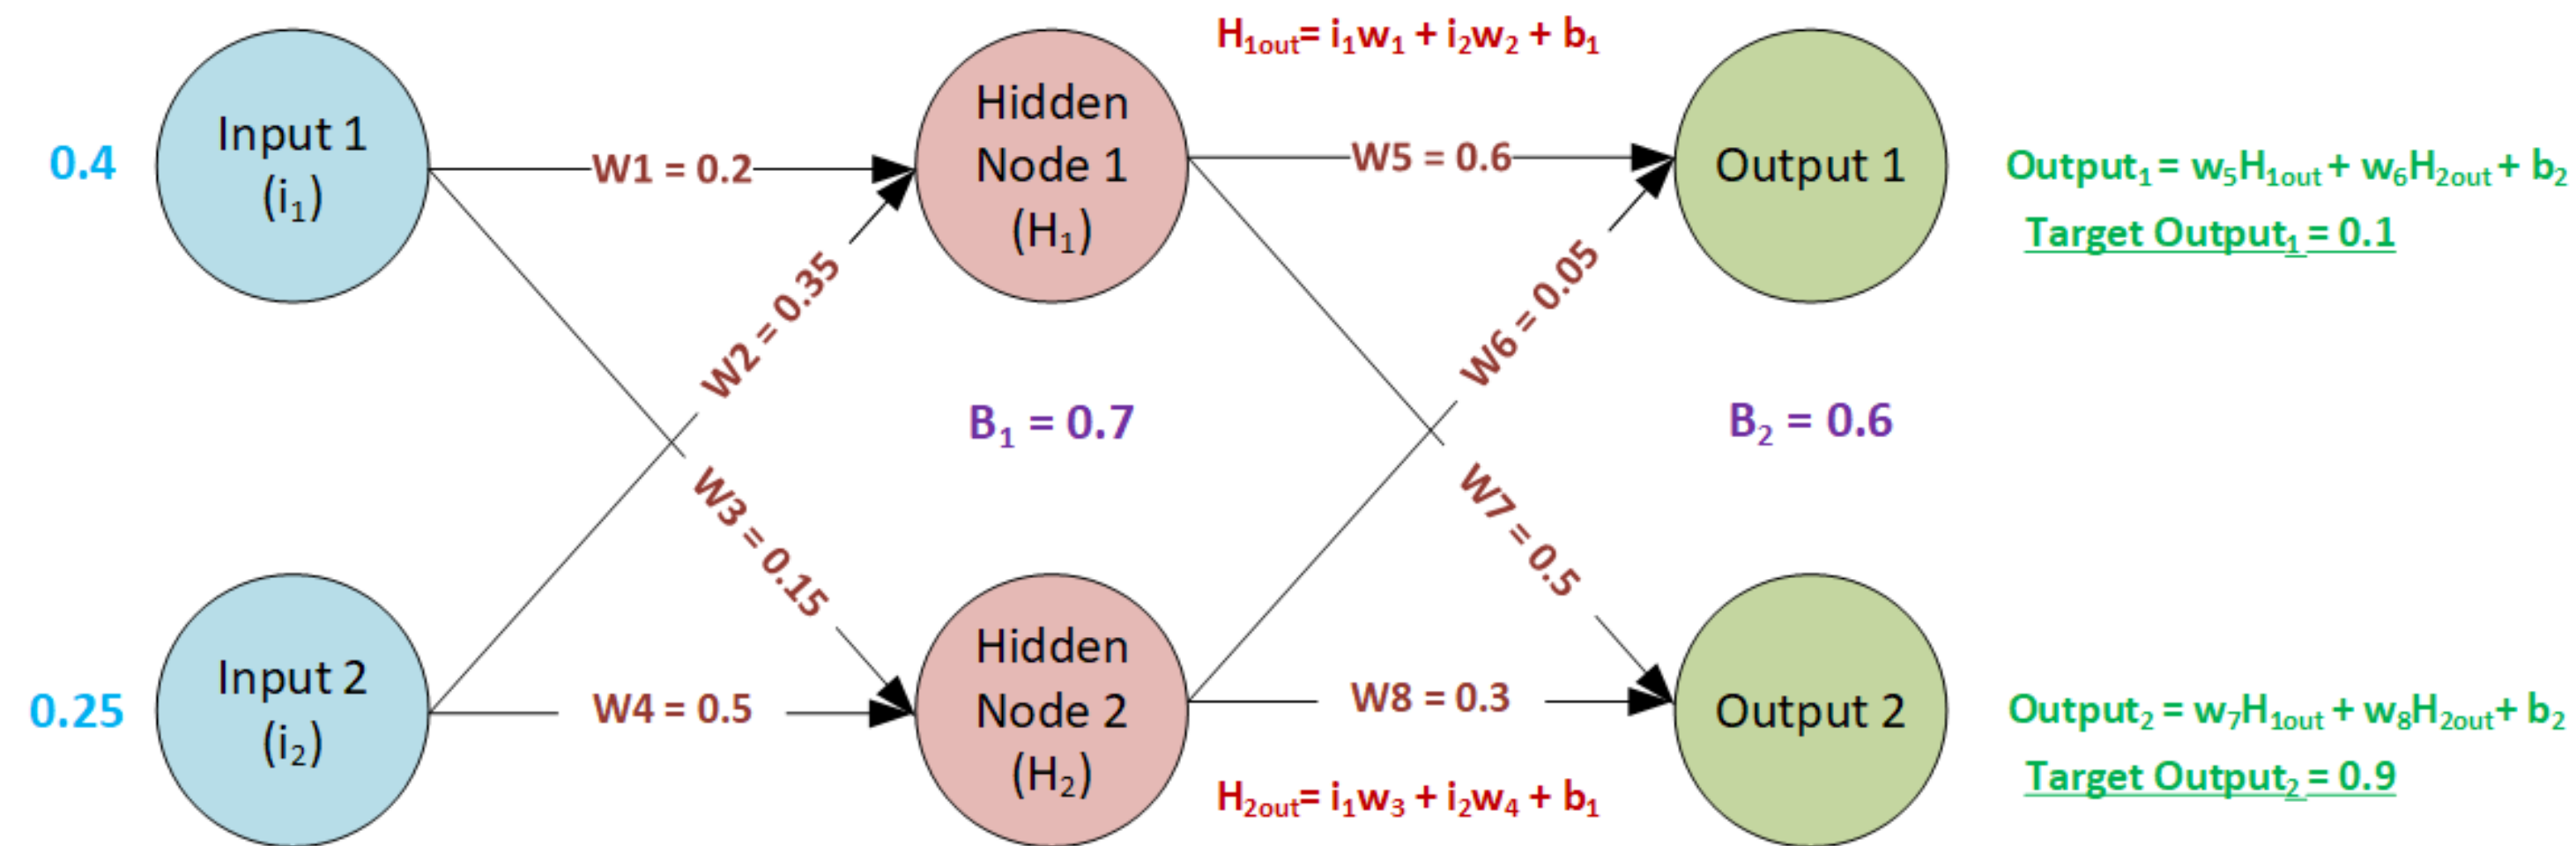 H₁ₒᵤₜ= i₁w₁ + i₂w₂ + b₁
0.4
Input 1
(i₁)
W1 = 0.2
Hidden
Node 1
(H₁)
W5 = 0.6
Output 1
Output₁ = w₅H₁ₒᵤₜ + w₆H₂ₒᵤₜ + b₂
Target Output₁ = 0.1
W2 = 0.35
W6 = 0.05
B₁ = 0.7
B₂ = 0.6
W3 = 0.15
W7 = 0.5
0.25
Input 2
(i₂)
W4 = 0.5
Hidden
Node 2
(H₂)
W8 = 0.3
Output 2
Output₂ = w₇H₁ₒᵤₜ + w₈H₂ₒᵤₜ+ b₂
Target Output₂ = 0.9
H₂ₒᵤₜ= i₁w₃ + i₂w₄ + b₁